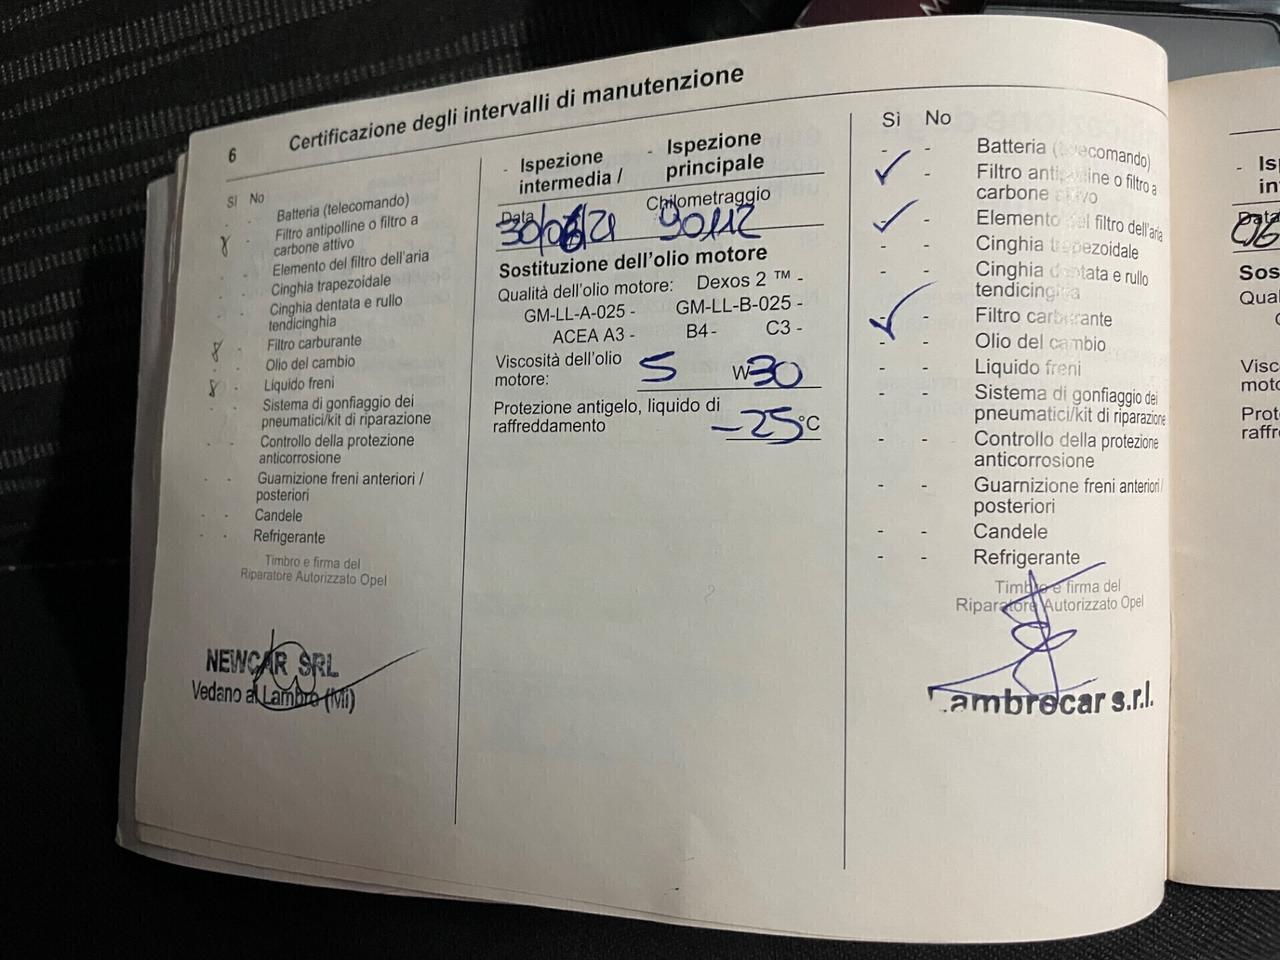 6 Certificazione degli intervalli di manutenzione
Sì No
Batteria (telecomando)
Filtro antipolline o filtro a
carbone attivo
Elemento del filtro dell'aria
Cinghia trapezoidale
Cinghia dentata e rullo
tendicinghia
Filtro carburante
Olio del cambio
Liquido freni
Sistema di gonfiaggio dei
pneumatici/kit di riparazione
Controllo della protezione
anticorrosione
- - Guarnizione freni anteriori /
posteriori
- - Candele
- - Refrigerante
Timbro e firma del
Riparatore Autorizzato Opel
NEWCAR SRL
Vedano al Lambro (Mi)
- Ispezione
intermedia /
- Ispezione
principale
Data
Chilometraggio
30/06/21 90112
Sostituzione dell'olio motore
Qualità dell'olio motore: Dexos 2 ™ -
GM-LL-A-025 - GM-LL-B-025 -
ACEA A3 - B4- C3 -
Viscosità dell'olio
motore: 5 W30
Protezione antigelo, liquido di
raffreddamento -25°C
Sì No
- - Batteria (telecomando)
✓ - Filtro antipolline o filtro a
carbone attivo
✓ - Elemento del filtro dell'aria
- - Cinghia trapezoidale
- - Cinghia dentata e rullo
tendicinghia
✓ - Filtro carburante
- - Olio del cambio
- - Liquido freni
- - Sistema di gonfiaggio dei
pneumatici/kit di riparazione
- - Controllo della protezione
anticorrosione
- - Guarnizione freni anteriori/
posteriori
- - Candele
- - Refrigerante
Timbro e firma del
Riparatore Autorizzato Opel
Lambrocar s.r.l.
Data